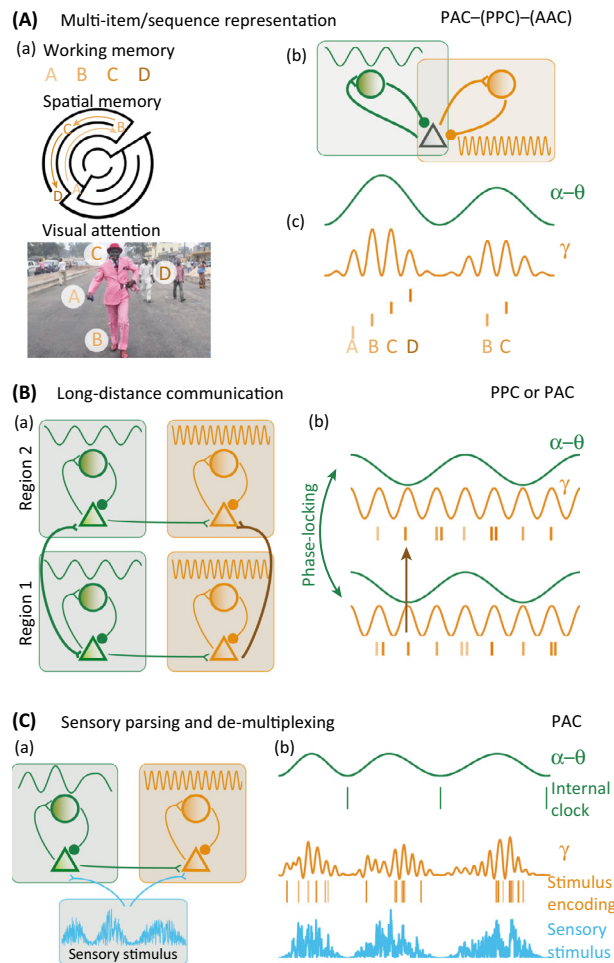 (A) Multi-item/sequence representation PAC–(PPC)–(AAC)
(a) Working memory
A B C D
Spatial memory
C B
A
D
Visual attention
C
D
A
B
(b)
α–θ
(c)
γ
A B C D B C
(B) Long-distance communication PPC or PAC
(a)
Region 2
Region 1
(b)
α–θ
γ
Phase-locking
(C) Sensory parsing and de-multiplexing PAC
(a)
Sensory stimulus
(b)
α–θ
Internal
clock
γ
Stimulus
encoding
Sensory
stimulus